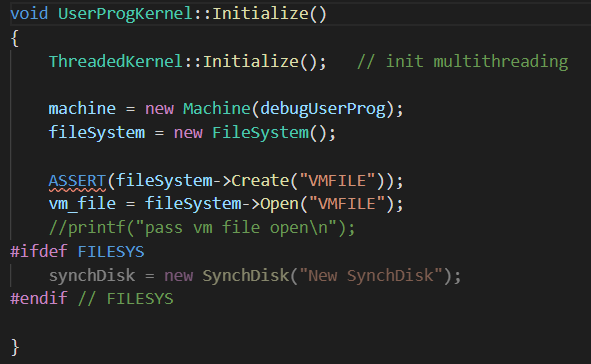 void UserProgKernel::Initialize()
{
    ThreadedKernel::Initialize();   // init multithreading
    machine = new Machine(debugUserProg);
    fileSystem = new FileSystem();
    ASSERT(fileSystem->Create("VMFILE"));
    vm_file = fileSystem->Open("VMFILE");
    //printf("pass vm file open\n");
#ifdef FILESYS
    synchDisk = new SynchDisk("New SynchDisk");
#endif // FILESYS
}